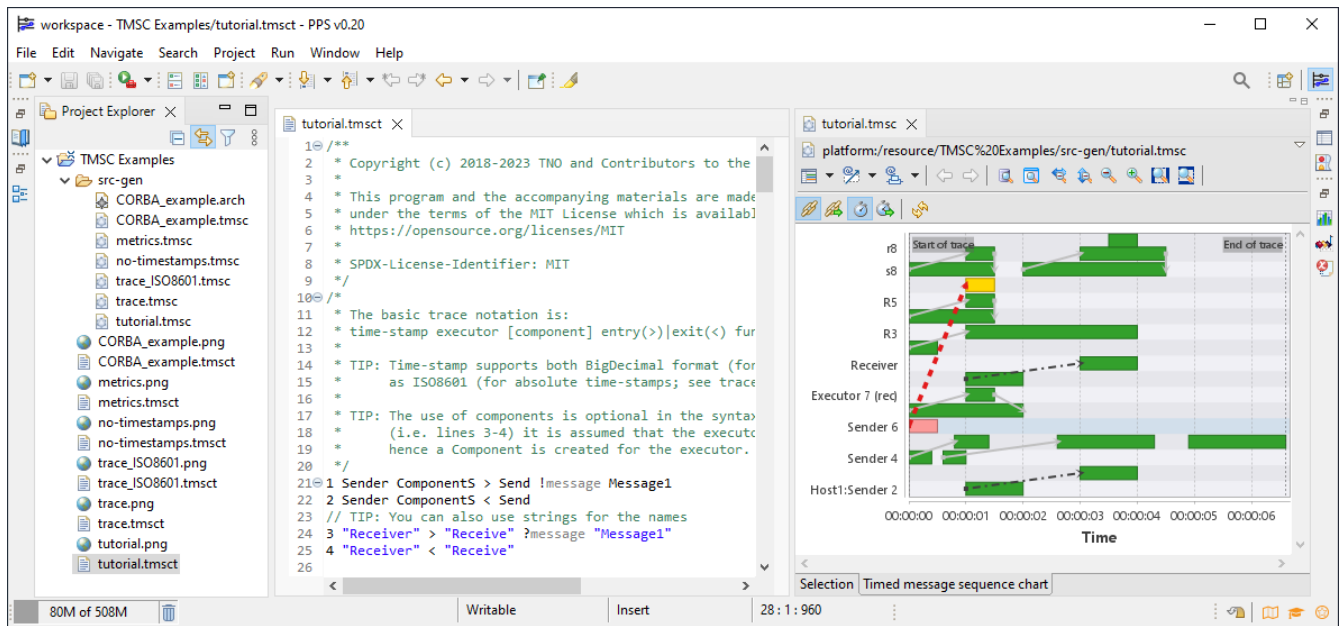 workspace - TMSC Examples/tutorial.tmsct - PPS v0.20
File Edit Navigate Search Project Run Window Help
Project Explorer
TMSC Examples
src-gen
CORBA_example.arch
CORBA_example.tmsc
metrics.tmsc
no-timestamps.tmsc
trace_ISO8601.tmsc
trace.tmsc
tutorial.tmsc
CORBA_example.png
CORBA_example.tmsct
metrics.png
metrics.tmsct
no-timestamps.png
no-timestamps.tmsct
trace_ISO8601.png
trace_ISO8601.tmsct
trace.png
trace.tmsct
tutorial.png
tutorial.tmsct
tutorial.tmsct
1 /**
2 * Copyright (c) 2018-2023 TNO and Contributors to the
3 *
4 * This program and the accompanying materials are made
5 * under the terms of the MIT License which is availabl
6 * https://opensource.org/licenses/MIT
7 *
8 * SPDX-License-Identifier: MIT
9 */
10 /*
11 * The basic trace notation is:
12 * time-stamp executor [component] entry(>)|exit(<) fun
13 *
14 * TIP: Time-stamp supports both BigDecimal format (for
15 * as ISO8601 (for absolute time-stamps; see trace
16 *
17 * TIP: The use of components is optional in the syntax
18 * (i.e. lines 3-4) it is assumed that the executo
19 * hence a Component is created for the executor.
20 */
21 1 Sender ComponentS > Send !message Message1
22 2 Sender ComponentS < Send
23 // TIP: You can also use strings for the names
24 3 "Receiver" > "Receive" ?message "Message1"
25 4 "Receiver" < "Receive"
26
tutorial.tmsc
platform:/resource/TMSC%20Examples/src-gen/tutorial.tmsc
Start of trace
End of trace
r8
s8
R5
R3
Receiver
Executor 7 (rec)
Sender 6
Sender 4
Host1:Sender 2
00:00:00 00:00:01 00:00:02 00:00:03 00:00:04 00:00:05 00:00:06
Time
Selection Timed message sequence chart
80M of 508M
Writable
Insert
28 : 1 : 960